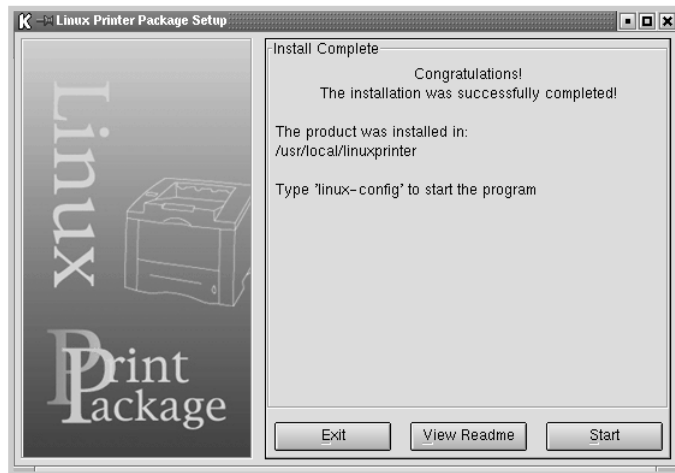 Linux Printer Package Setup
Linux
Print
Package
Install Complete
Congratulations!
The installation was successfully completed!
The product was installed in:
/usr/local/linuxprinter
Type 'linux-config' to start the program
Exit
View Readme
Start